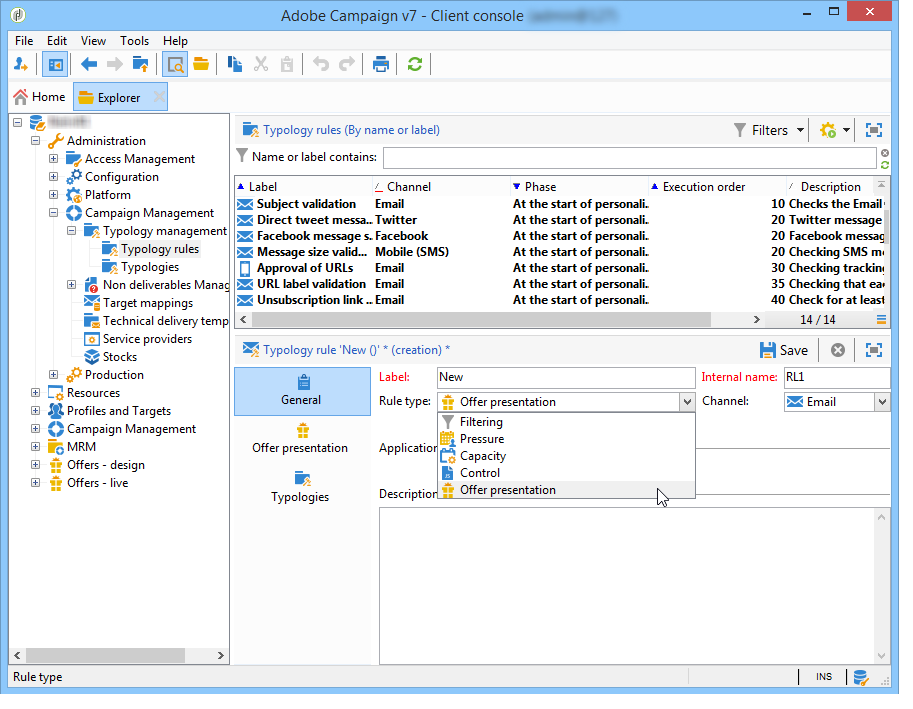 Adobe Campaign v7 - Client console
File Edit View Tools Help
Home Explorer
Administration
Access Management
Configuration
Platform
Campaign Management
Typology management
Typology rules
Typologies
Non deliverables Manag
Target mappings
Technical delivery temp
Service providers
Stocks
Production
Resources
Profiles and Targets
Campaign Management
MRM
Offers - design
Offers - live
Typology rules (By name or label) Filters
Name or label contains:
Label Channel Phase Execution order Description
Subject validation Email At the start of personali.. 10 Checks the Email
Direct tweet messa... Twitter At the start of personali.. 20 Twitter message
Facebook message s.. Facebook At the start of personali.. 20 Facebook messag
Message size valid... Mobile (SMS) At the start of personali.. 20 Checking SMS m
Approval of URLs Email At the start of personali.. 30 Checking trackin
URL label validation Email At the start of personali.. 35 Checking that ea
Unsubscription link .. Email At the start of personali.. 40 Check for at least
14 / 14
Typology rule 'New ()' * (creation) * Save
General
Offer presentation
Typologies
Label: New Internal name: RL1
Rule type: Offer presentation Channel: Email
Filtering
Pressure
Capacity
Control
Offer presentation
Application
Description
Rule type INS